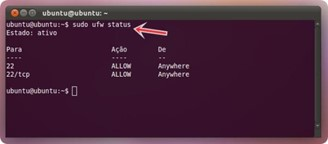 ubuntu@ubuntu: ~
ubuntu@ubuntu:~$ sudo ufw status
Estado: ativo
Para Ação De
---- ---- --
22 ALLOW Anywhere
22/tcp ALLOW Anywhere
ubuntu@ubuntu:~$